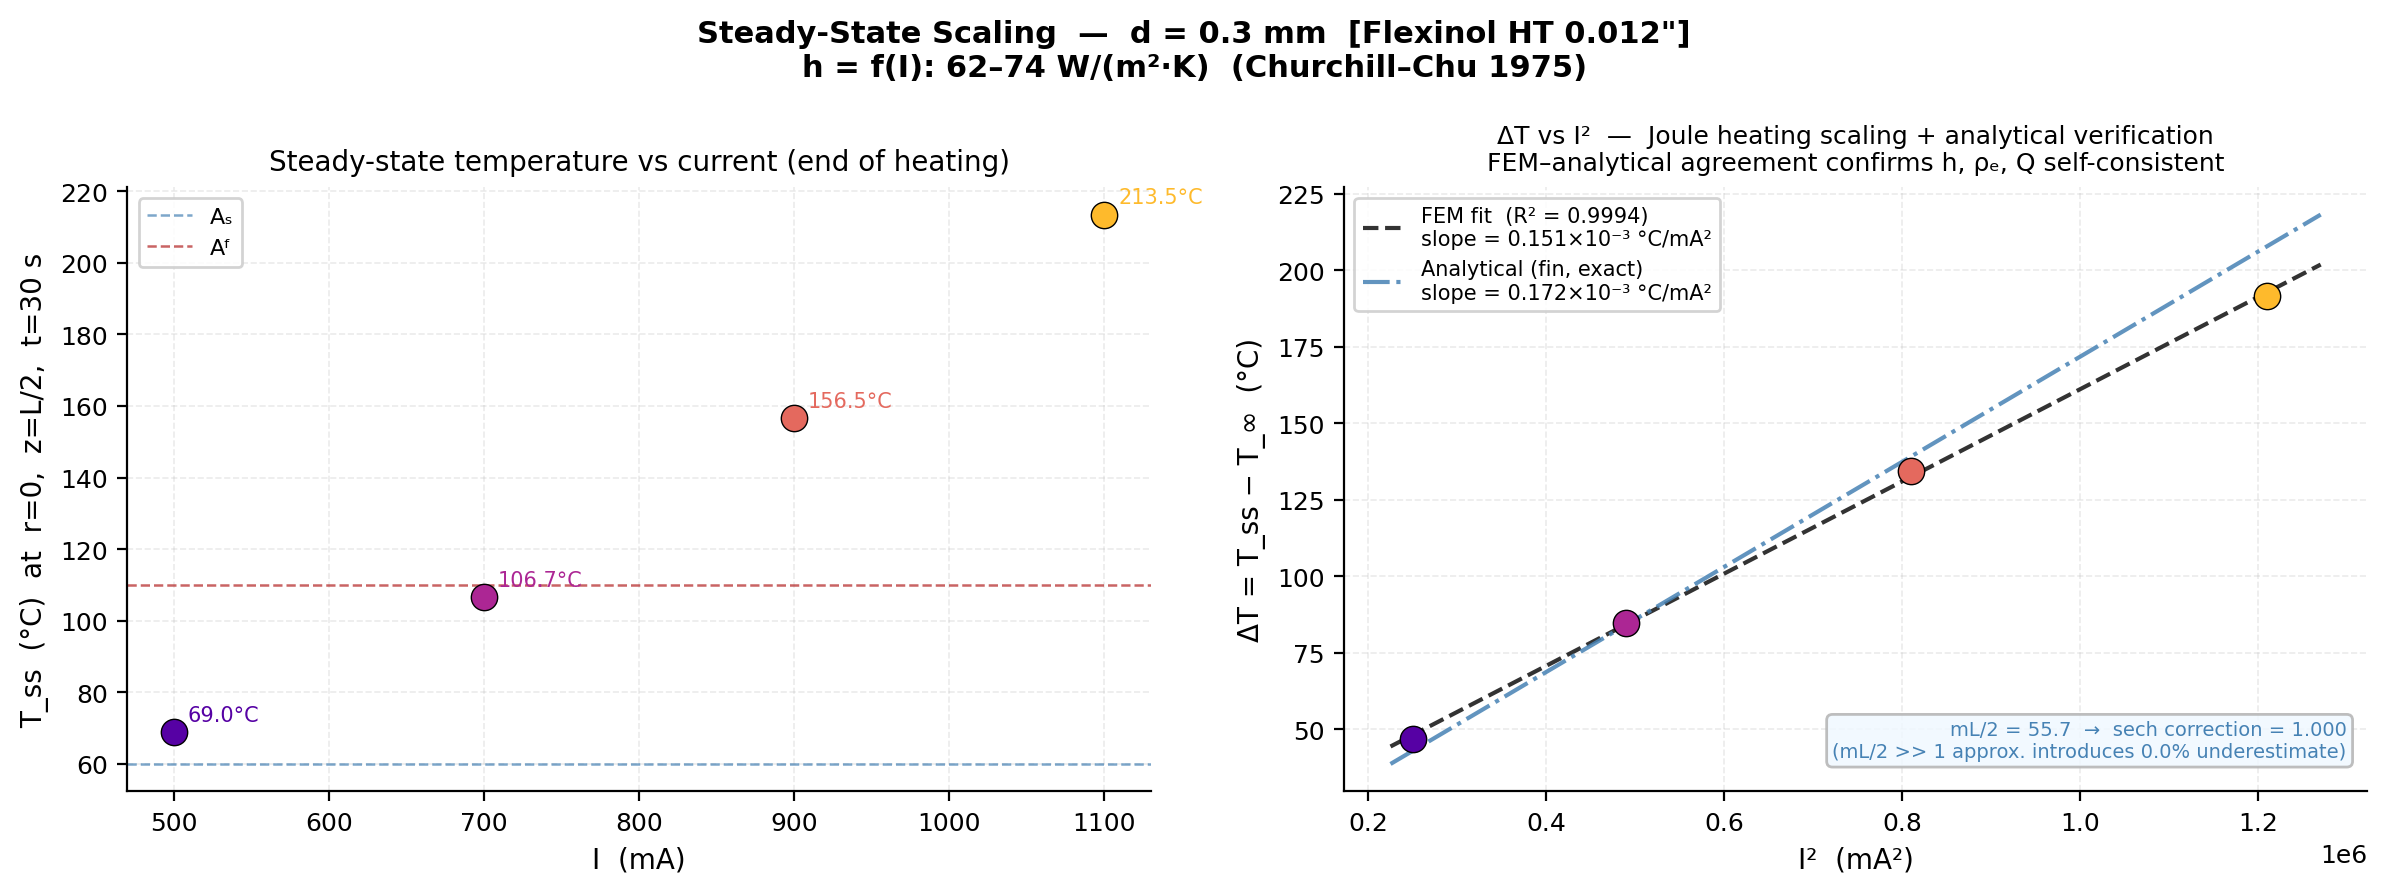 Steady-State Scaling — d = 0.3 mm [Flexinol HT 0.012"]
h = f(I): 62–74 W/(m²·K) (Churchill–Chu 1975)
Steady-state temperature vs current (end of heating)
T_ss (°C) at r=0, z=L/2, t=30 s
220
200
180
160
140
120
100
80
60
Aₛ
Aᶠ
213.5°C
156.5°C
106.7°C
69.0°C
500
600
700
800
900
1000
1100
I (mA)
ΔT vs I² — Joule heating scaling + analytical verification
FEM–analytical agreement confirms h, ρₑ, Q self-consistent
ΔT = T_ss − T_∞ (°C)
225
200
175
150
125
100
75
50
FEM fit (R² = 0.9994)
slope = 0.151×10⁻³ °C/mA²
Analytical (fin, exact)
slope = 0.172×10⁻³ °C/mA²
mL/2 = 55.7 → sech correction = 1.000
(mL/2 >> 1 approx. introduces 0.0% underestimate)
0.2
0.4
0.6
0.8
1.0
1.2
1e6
I² (mA²)